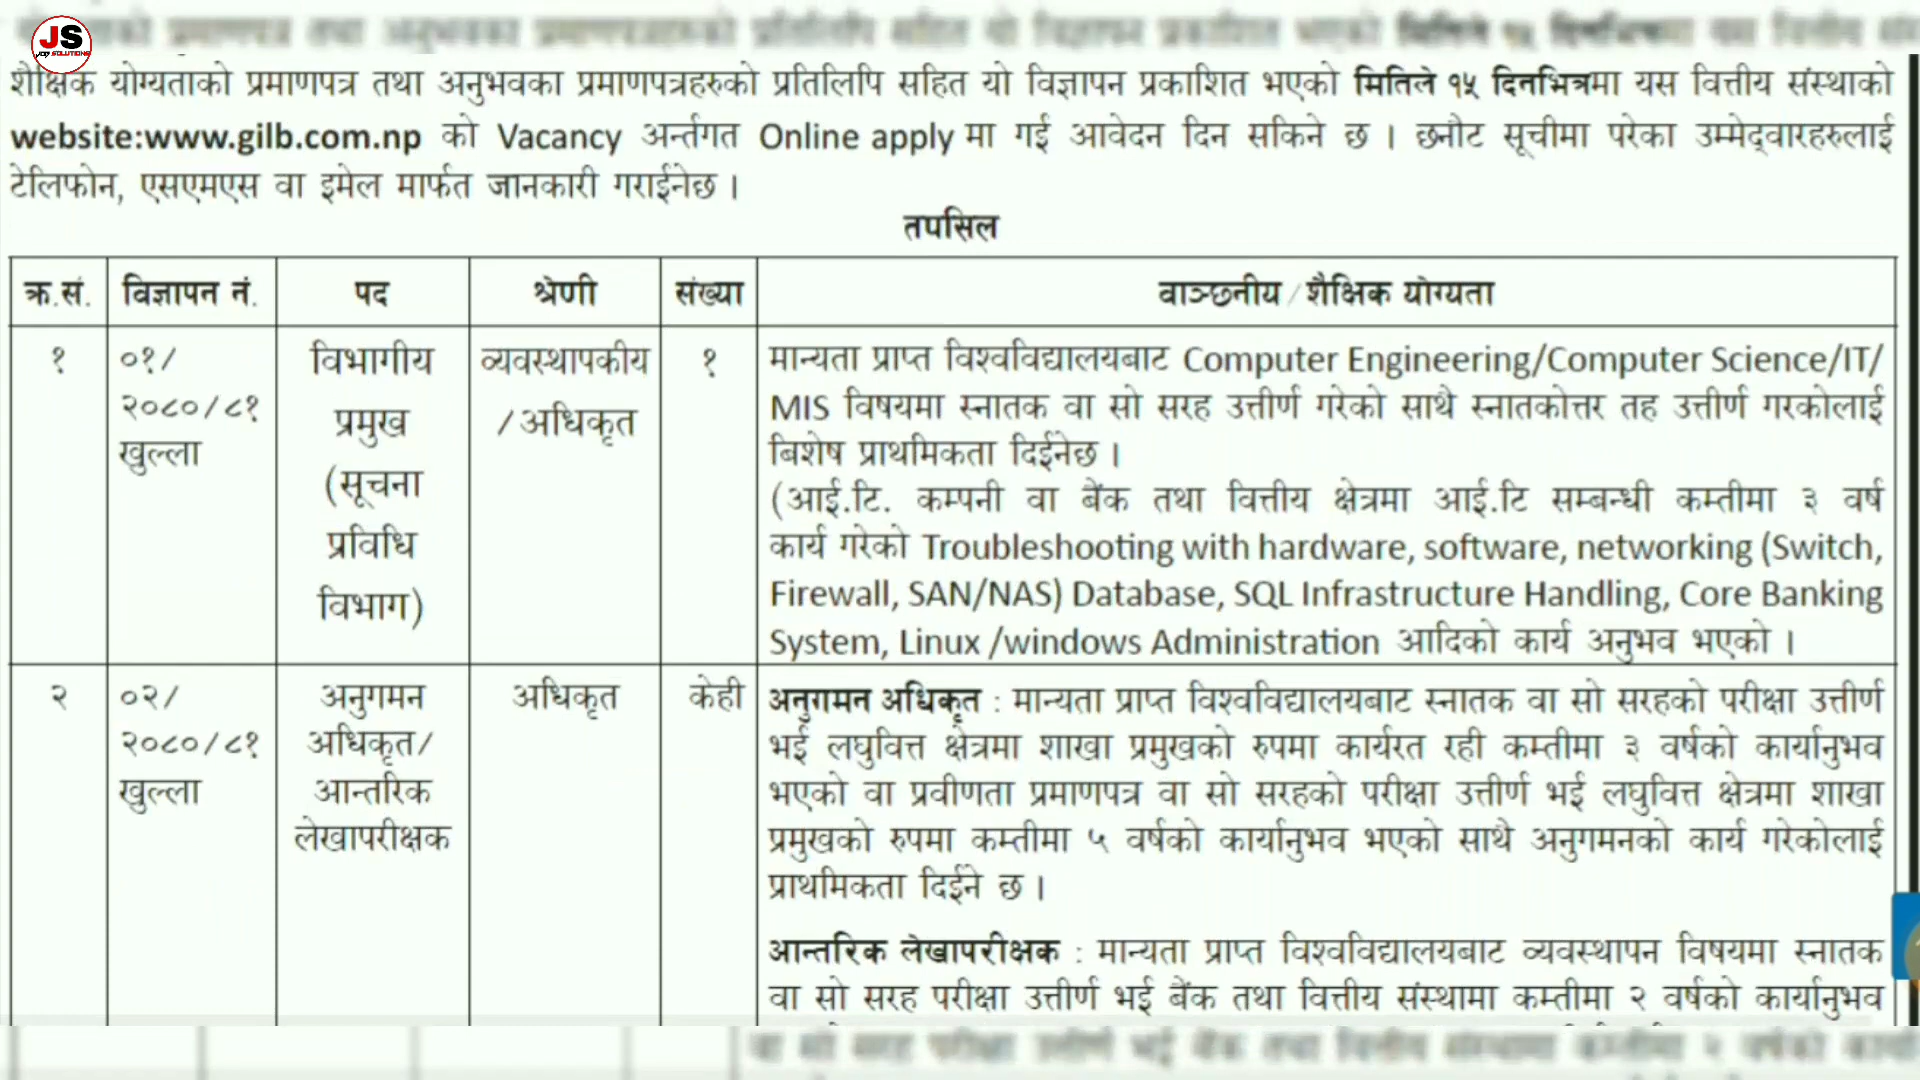 JS
JOB SOLUTIONS
शैक्षिक योग्यताको प्रमाणपत्र तथा अनुभवका प्रमाणपत्रहरुको प्रतिलिपि सहित यो विज्ञापन प्रकाशित भएको मितिले १५ दिनभित्रमा यस वित्तीय संस्थाको
website:www.gilb.com.np को Vacancy अर्न्तगत Online apply मा गई आवेदन दिन सकिने छ । छनौट सूचीमा परेका उम्मेद्वारहरुलाई
टेलिफोन, एसएमएस वा इमेल मार्फत जानकारी गराईनेछ ।
तपसिल
क्र.सं. विज्ञापन नं. पद श्रेणी संख्या वाञ्छनीय/शैक्षिक योग्यता
१ ०१/ विभागीय व्यवस्थापकीय १ मान्यता प्राप्त विश्वविद्यालयबाट Computer Engineering/Computer Science/IT/
२०८०/८१ प्रमुख /अधिकृत MIS विषयमा स्नातक वा सो सरह उत्तीर्ण गरेको साथै स्नातकोत्तर तह उत्तीर्ण गरकोलाई
खुल्ला (सूचना बिशेष प्राथमिकता दिईनेछ ।
(आई.टि. कम्पनी वा बैंक तथा वित्तीय क्षेत्रमा आई.टि सम्बन्धी कम्तीमा ३ वर्ष
प्रविधि कार्य गरेको Troubleshooting with hardware, software, networking (Switch,
विभाग) Firewall, SAN/NAS) Database, SQL Infrastructure Handling, Core Banking
System, Linux /windows Administration आदिको कार्य अनुभव भएको ।
२ ०२/ अनुगमन अधिकृत केही अनुगमन अधिकृत : मान्यता प्राप्त विश्वविद्यालयबाट स्नातक वा सो सरहको परीक्षा उत्तीर्ण
२०८०/८१ अधिकृत/ भई लघुवित्त क्षेत्रमा शाखा प्रमुखको रुपमा कार्यरत रही कम्तीमा ३ वर्षको कार्यानुभव
खुल्ला आन्तरिक भएको वा प्रवीणता प्रमाणपत्र वा सो सरहको परीक्षा उत्तीर्ण भई लघुवित्त क्षेत्रमा शाखा
लेखापरीक्षक प्रमुखको रुपमा कम्तीमा ५ वर्षको कार्यानुभव भएको साथै अनुगमनको कार्य गरेकोलाई
प्राथमिकता दिईने छ ।
आन्तरिक लेखापरीक्षक : मान्यता प्राप्त विश्वविद्यालयबाट व्यवस्थापन विषयमा स्नातक
वा सो सरह परीक्षा उत्तीर्ण भई बैंक तथा वित्तीय संस्थामा कम्तीमा २ वर्षको कार्यानुभव